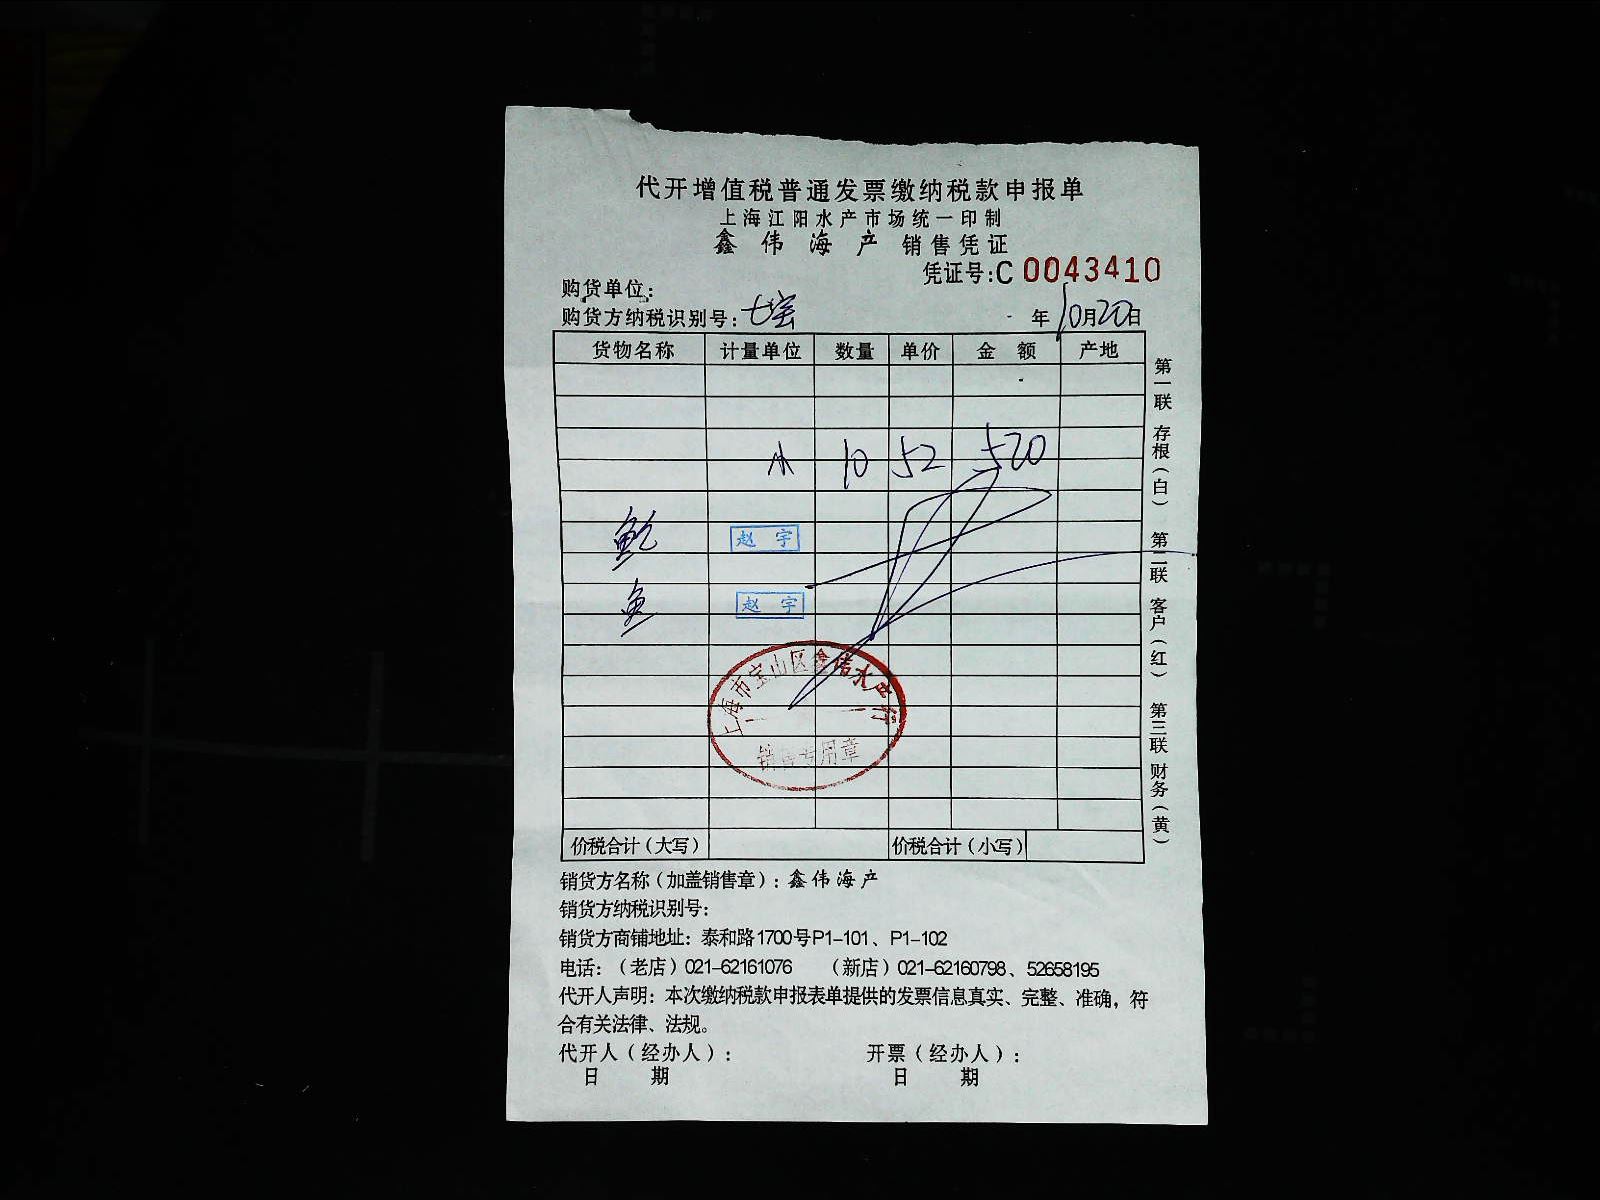 代开增值税普通发票缴纳税款申报单
上海江阳水产市场统一印制
鑫伟海产 销售凭证
凭证号:C 0043410
购货单位:
购货方纳税识别号: 七宝 年10月20日
货物名称 计量单位 数量 单价 金额 产地
10 52 520
赵宇
鱼 赵宇
上海市宝山区鑫伟水产行
销售专用章
价税合计(大写) 价税合计(小写)
销货方名称(加盖销售章):鑫伟海产
销货方纳税识别号:
销货方商铺地址:泰和路1700号P1-101、P1-102
电话:(老店)021-62161076 (新店)021-62160798、52658195
代开人声明:本次缴纳税款申报表单提供的发票信息真实、完整、准确,符
合有关法律、法规。
代开人(经办人): 开票(经办人):
日期 日期
第一联 存根(白) 第二联 客户(红) 第三联 财务(黄)